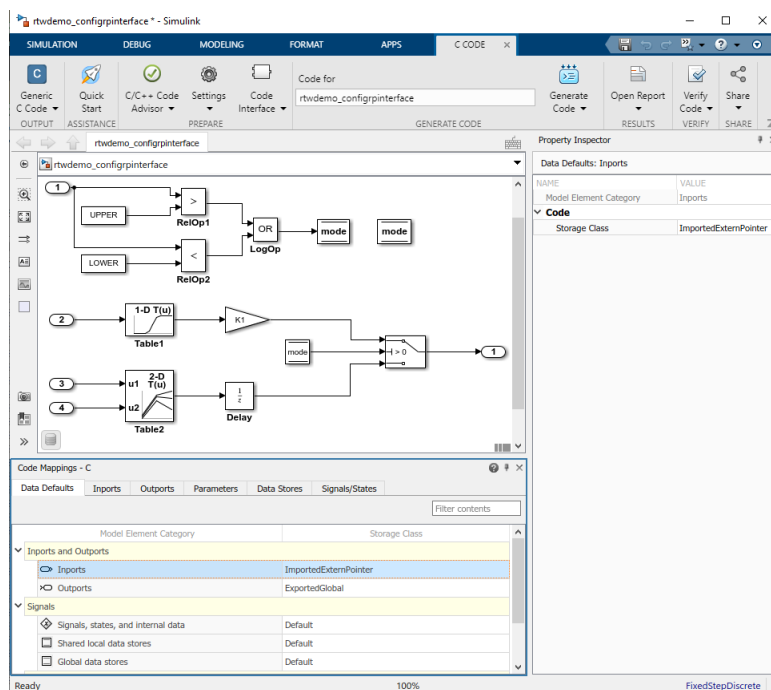 rtwdemo_configrpinterface * - Simulink
SIMULATION DEBUG MODELING FORMAT APPS C CODE
Generic C Code
Quick Start
C/C++ Code Advisor
Settings
Code Interface
Code for
rtwdemo_configrpinterface
Generate Code
Open Report
Verify Code
Share
OUTPUT ASSISTANCE PREPARE GENERATE CODE RESULTS VERIFY SHARE
rtwdemo_configrpinterface
Property Inspector
rtwdemo_configrpinterface
Data Defaults: Inports
NAME VALUE
Model Element Category Inports
Code
Storage Class ImportedExternPointer
1
UPPER
>
RelOp1
OR
LogOp
mode
mode
LOWER
<
RelOp2
2
1-D T(u)
Table1
K1
mode
> 0
1
3
4
u1
u2
2-D
T(u)
Table2
1
z
Delay
Code Mappings - C
Data Defaults Inports Outports Parameters Data Stores Signals/States
Filter contents
Model Element Category Storage Class
Inports and Outports
Inports ImportedExternPointer
Outports ExportedGlobal
Signals
Signals, states, and internal data Default
Shared local data stores Default
Global data stores Default
Ready 100% FixedStepDiscrete